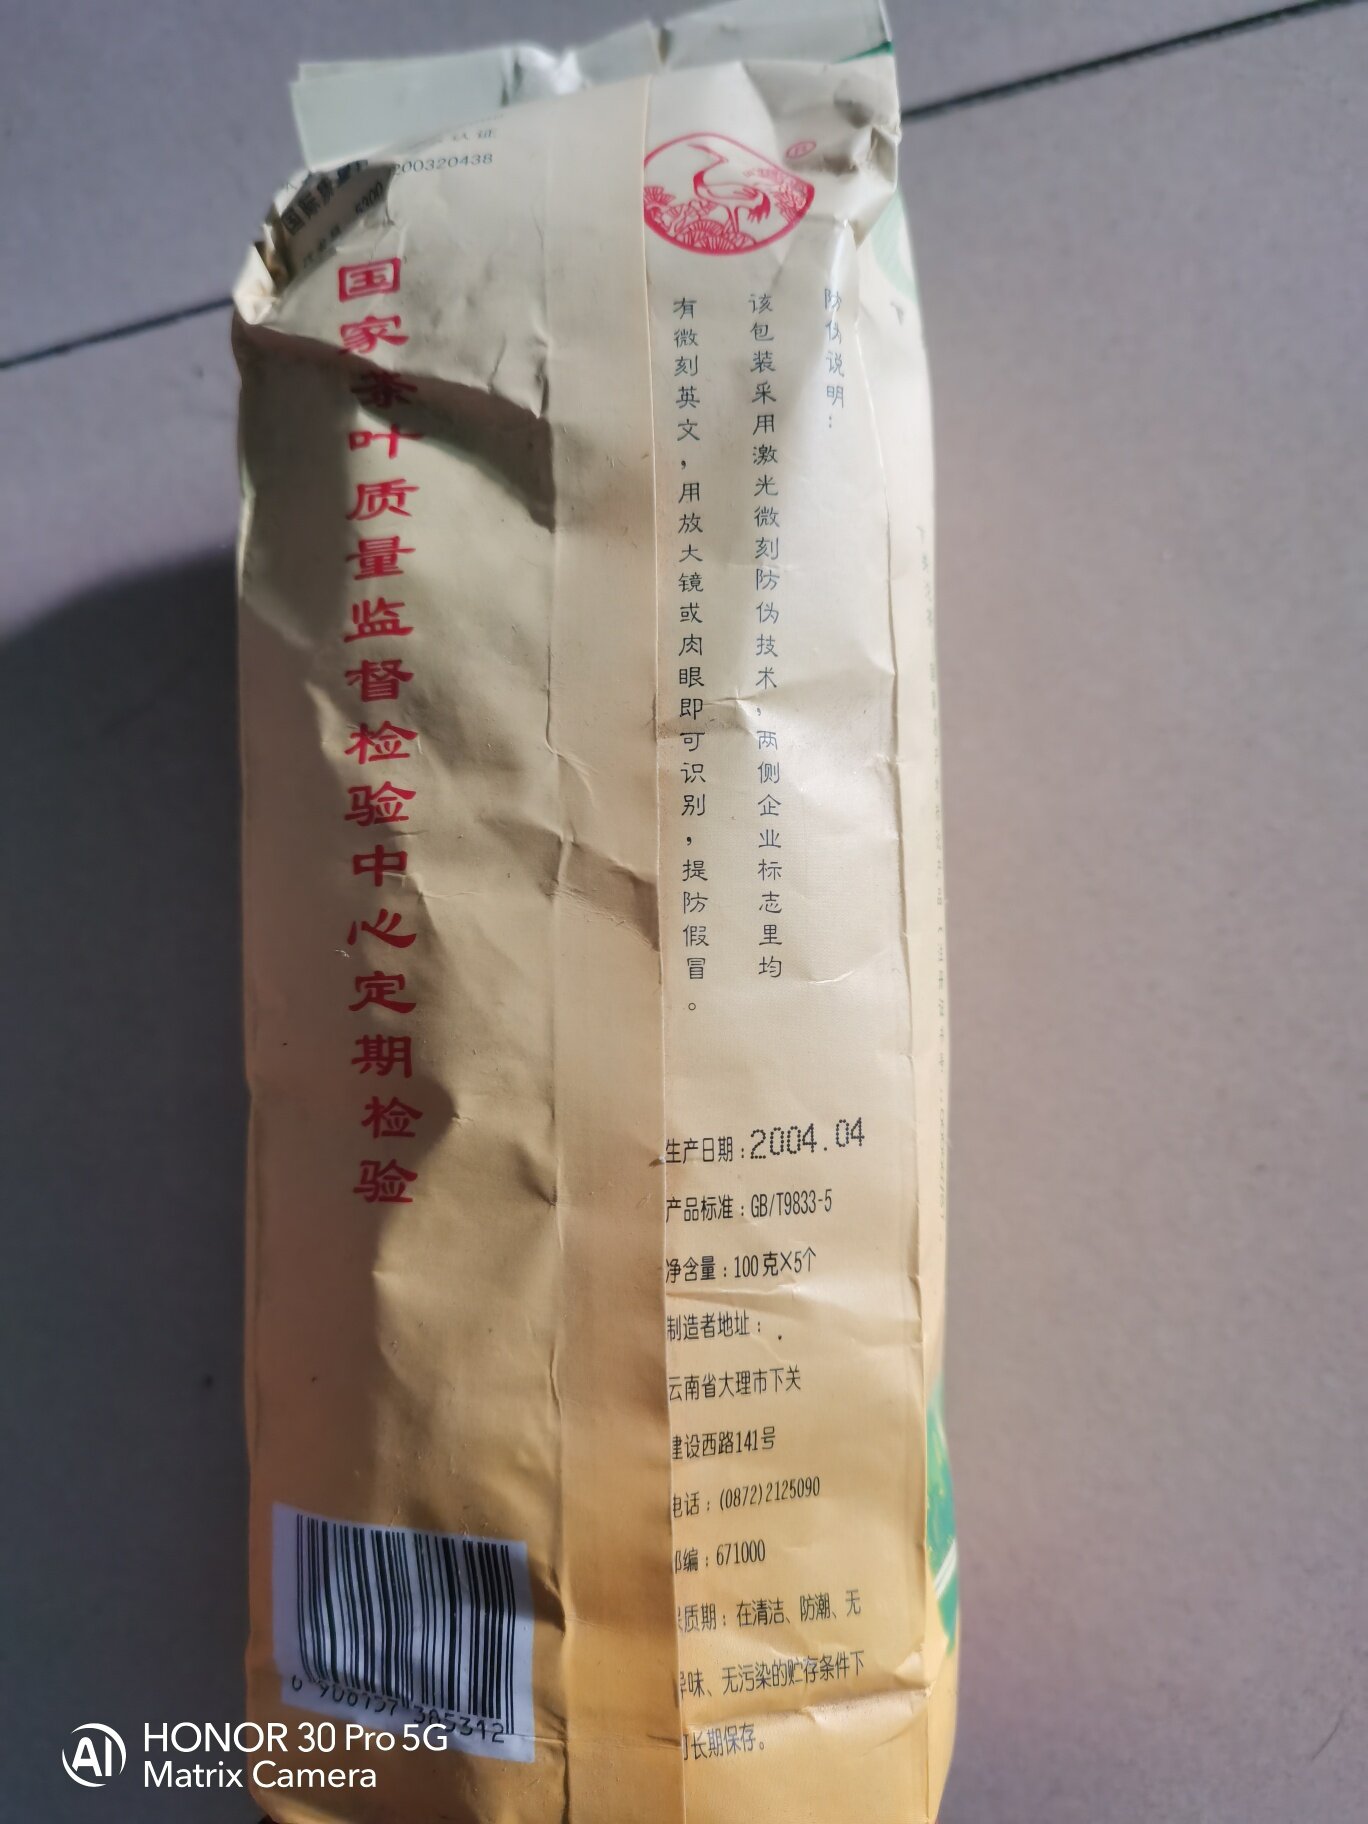 认证
200320438
国家茶叶质量监督检验中心定期检验
防伪说明：
该包装采用激光微刻防伪技术，两侧企业标志里均
有微刻英文，用放大镜或肉眼即可识别，提防假冒。
生产日期：2004.04
产品标准：GB/T9833-5
净含量：100克×5个
制造者地址：
云南省大理市下关
建设西路141号
电话：(0872)2125090
邮编：671000
保质期：在清洁、防潮、无
异味、无污染的贮存条件下
可长期保存。
6 900157 385312
HONOR 30 Pro 5G
Matrix Camera